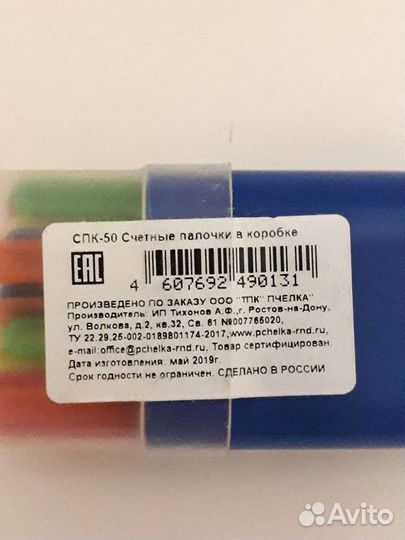 СПК-50 Счетные палочки в коробке
EAC
4 607692 490131
ПРОИЗВЕДЕНО ПО ЗАКАЗУ ООО "ТПК" ПЧЕЛКА"
Производитель: ИП Тихонов А.Ф.,г. Ростов-на-Дону,
ул. Волкова, д.2, кв.32, Св. 61 №007765020,
ТУ 22.29.25-002-0189801174-2017,www.pchelka-rnd.ru,
e-mail: office@pchelka-rnd.ru, Товар сертифицирован.
Дата изготовления. май 2019г.
Срок годности не ограничен. СДЕЛАНО В РОССИИ
Avito